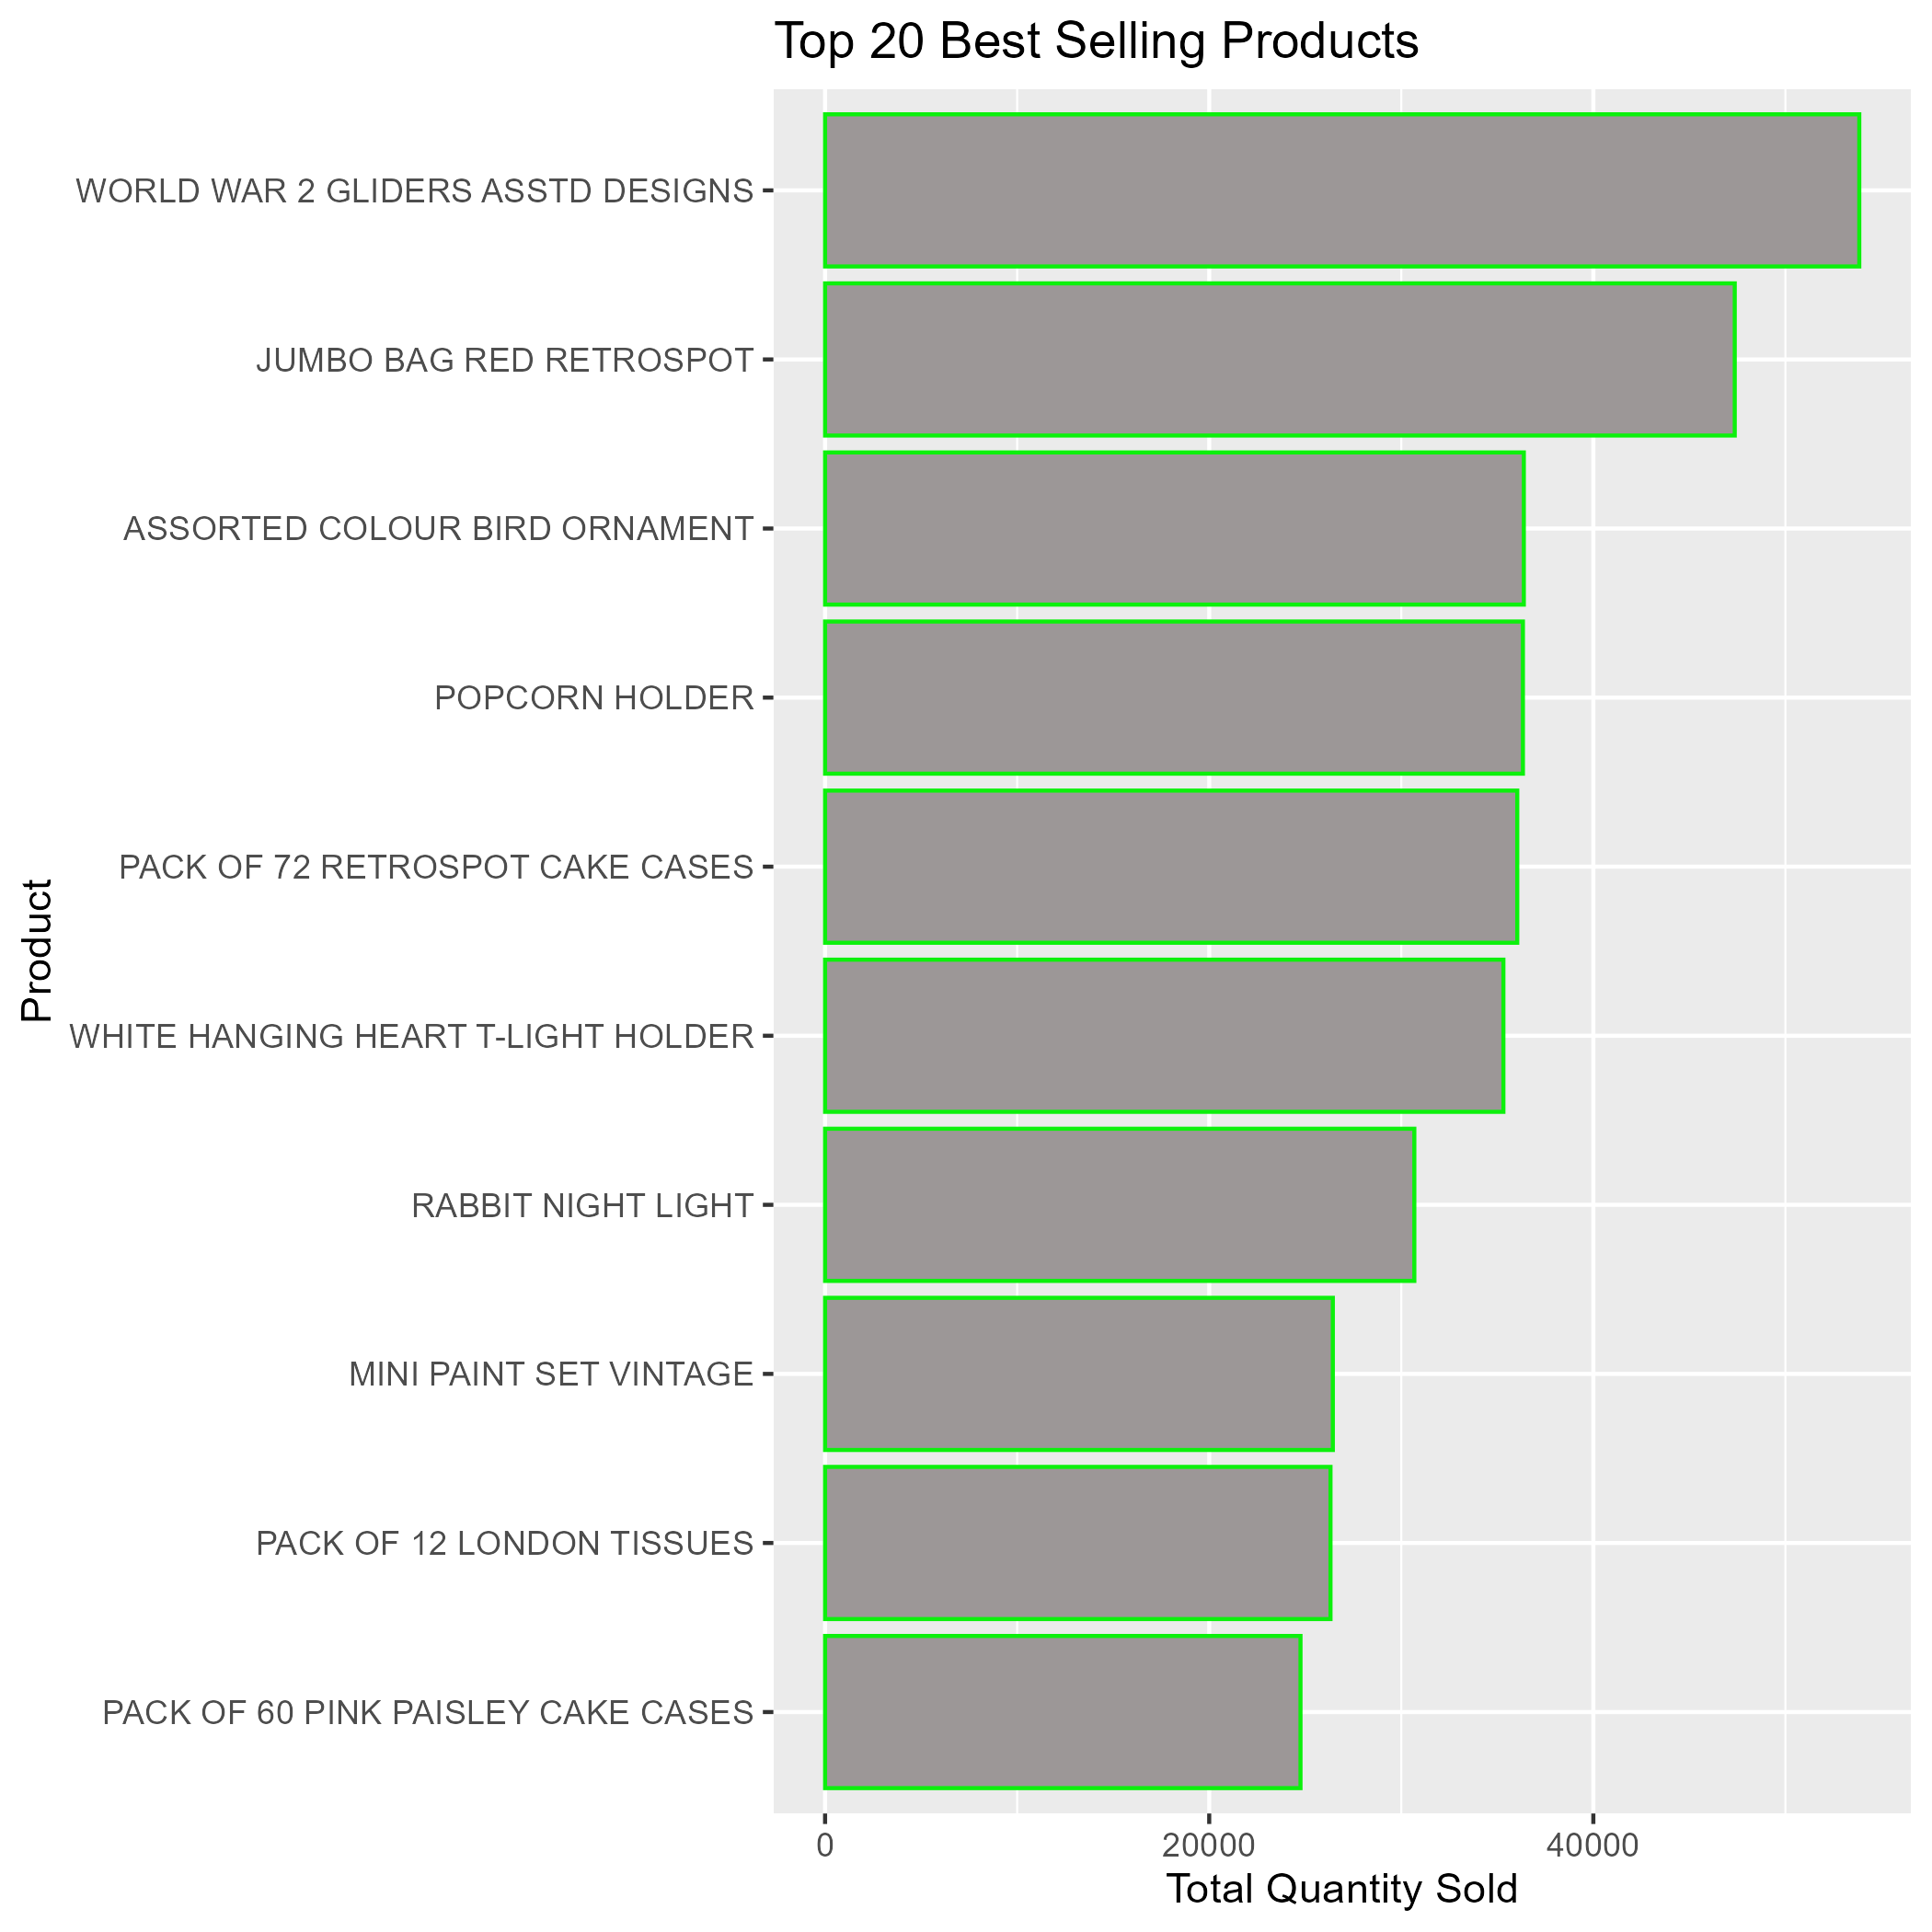 Top 20 Best Selling Products
WORLD WAR 2 GLIDERS ASSTD DESIGNS
JUMBO BAG RED RETROSPOT
ASSORTED COLOUR BIRD ORNAMENT
POPCORN HOLDER
PACK OF 72 RETROSPOT CAKE CASES
WHITE HANGING HEART T-LIGHT HOLDER
RABBIT NIGHT LIGHT
MINI PAINT SET VINTAGE
PACK OF 12 LONDON TISSUES
PACK OF 60 PINK PAISLEY CAKE CASES
Product
0 20000 40000
Total Quantity Sold